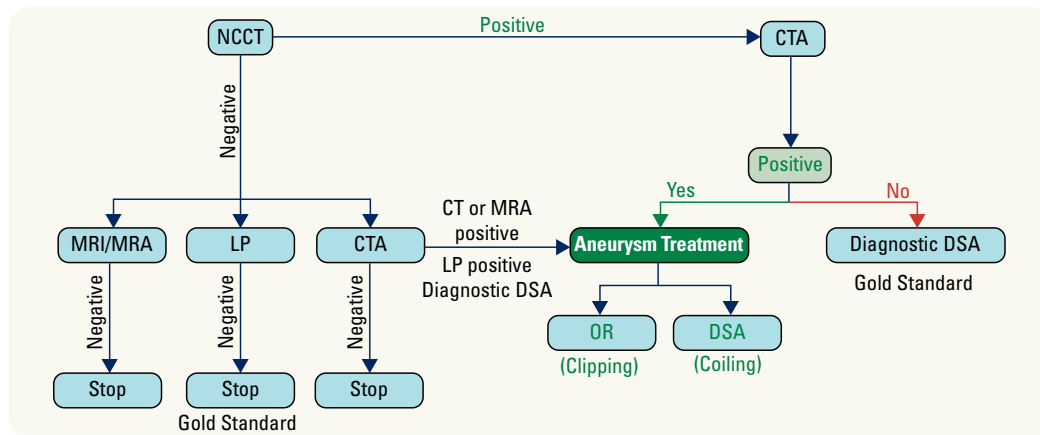 NCCT
Positive
CTA
Negative
Positive
Yes
No
MRI/MRA
LP
CTA
CT or MRA
positive
LP positive
Diagnostic DSA
Aneurysm Treatment
Diagnostic DSA
Gold Standard
Negative
Negative
Negative
OR
(Clipping)
DSA
(Coiling)
Stop
Stop
Gold Standard
Stop